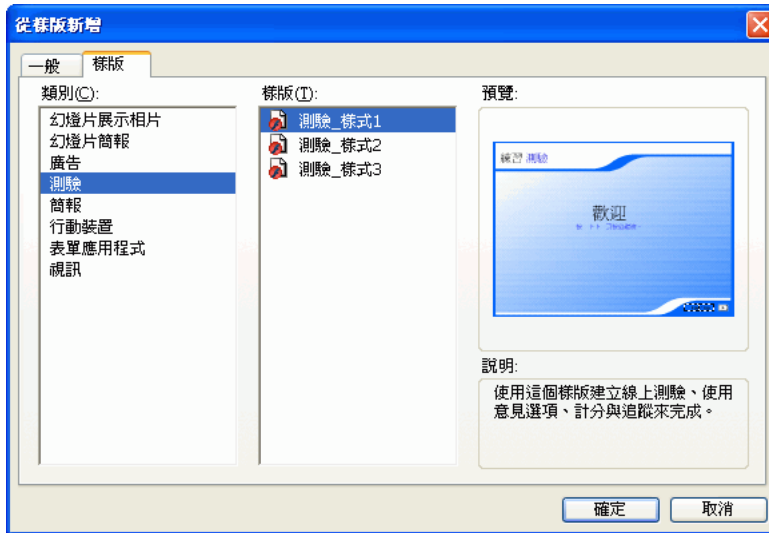 從樣版新增
一般
樣版
類別(C):
幻燈片展示相片
幻燈片簡報
廣告
測驗
簡報
行動裝置
表單應用程式
視訊
樣版(T):
測驗_樣式1
測驗_樣式2
測驗_樣式3
預覽:
練習 測驗
歡迎
說明:
使用這個樣版建立線上測驗、使用
意見選項、計分與追蹤來完成。
確定
取消